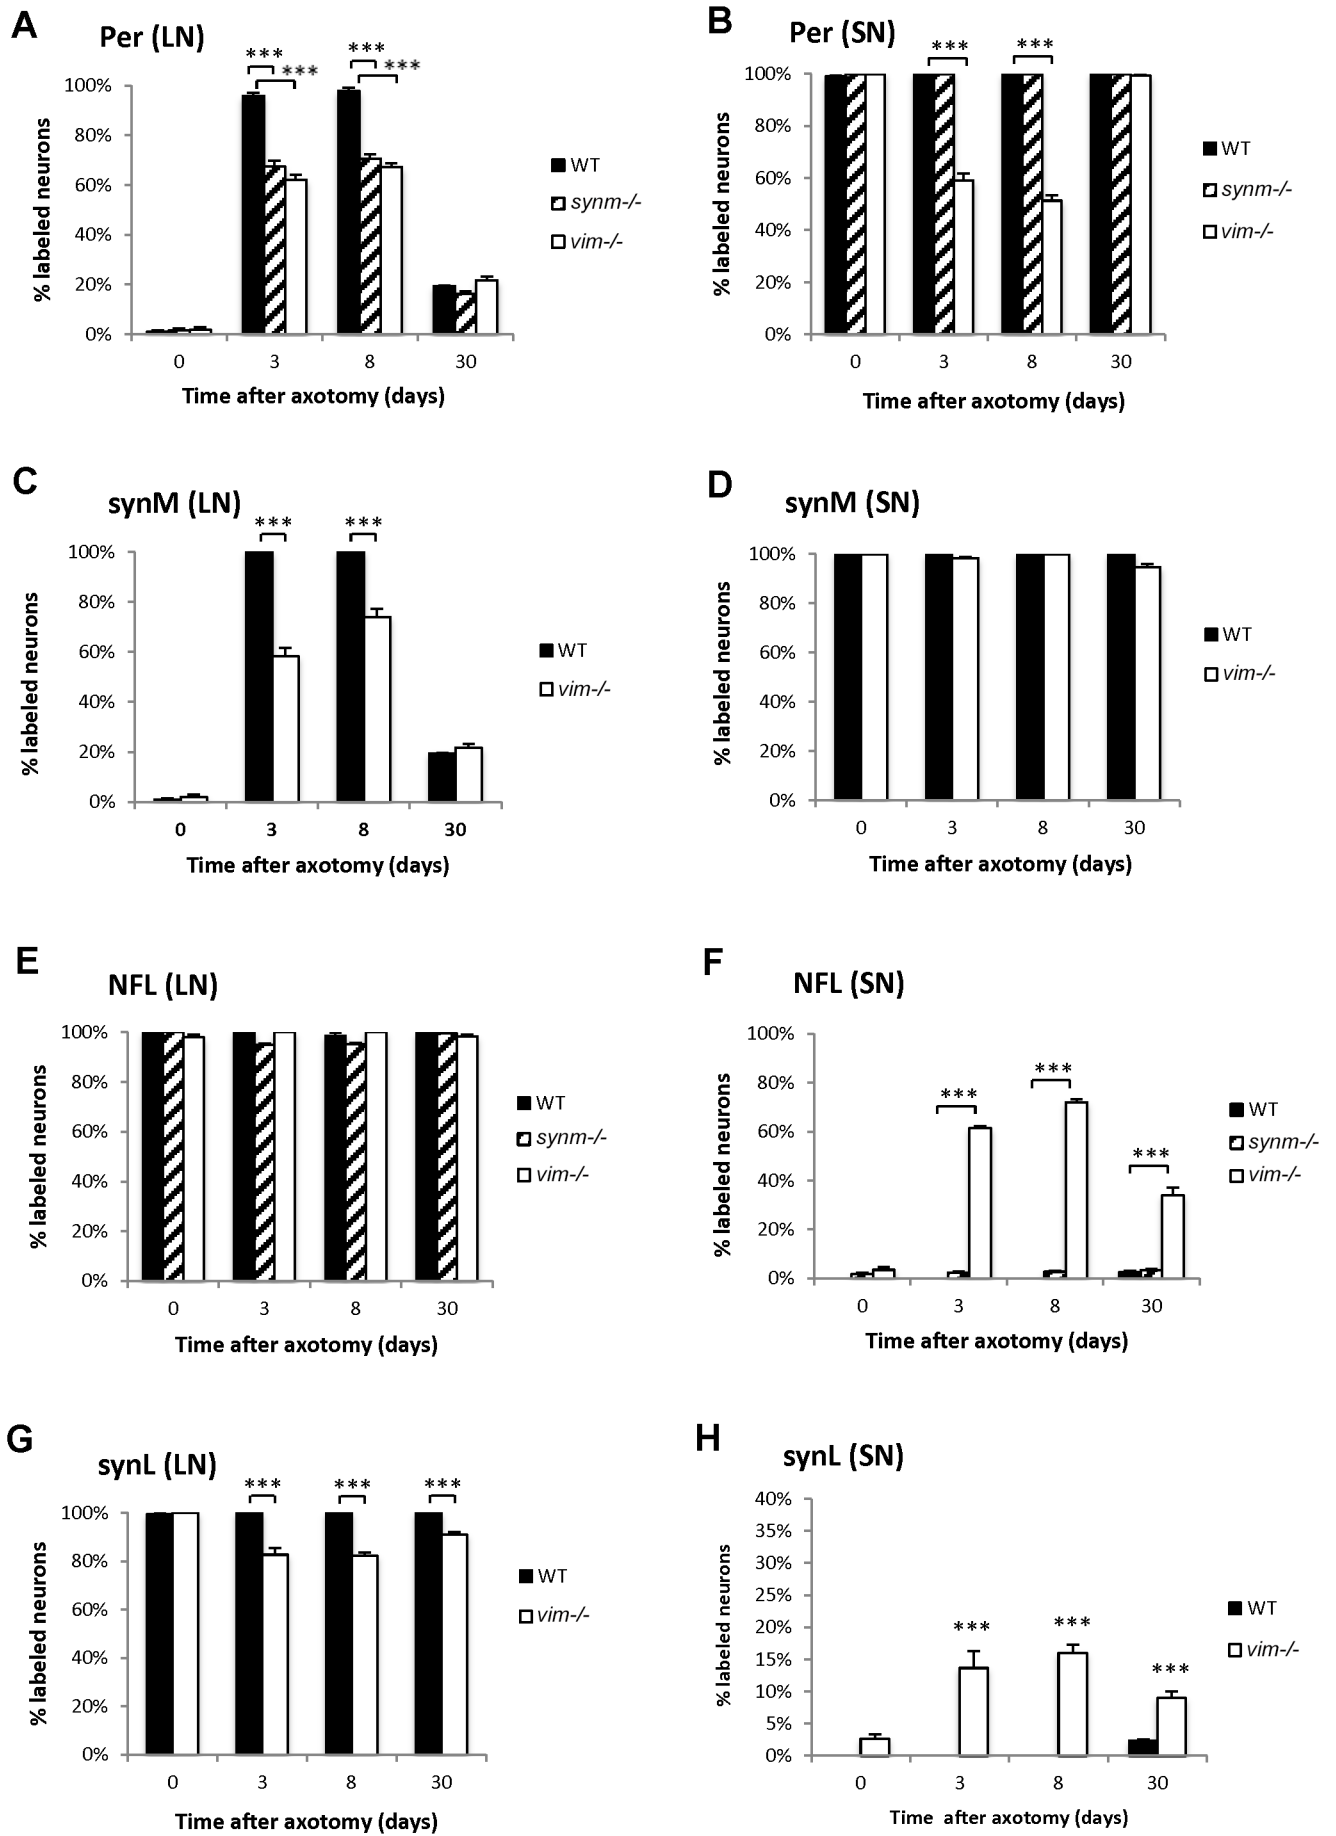 A
Per (LN)
*** ***
*** ***
100%
80%
60%
40%
20%
0%
% labeled neurons
0 3 8 30
Time after axotomy (days)
WT
synm-/-
vim-/-
B
Per (SN)
*** ***
100%
80%
60%
40%
20%
0%
% labeled neurons
0 3 8 30
Time after axotomy (days)
WT
synm-/-
vim-/-
C
synM (LN)
*** ***
100%
80%
60%
40%
20%
0%
% labeled neurons
0 3 8 30
Time after axotomy (days)
WT
vim-/-
D
synM (SN)
100%
80%
60%
40%
20%
0%
% labeled neurons
0 3 8 30
Time after axotomy (days)
WT
vim-/-
E
NFL (LN)
100%
80%
60%
40%
20%
0%
% labeled neurons
0 3 8 30
Time after axotomy (days)
WT
synm-/-
vim-/-
F
NFL (SN)
*** *** ***
100%
80%
60%
40%
20%
0%
% labeled neurons
0 3 8 30
Time after axotomy (days)
WT
synm-/-
vim-/-
G
synL (LN)
*** *** ***
100%
80%
60%
40%
20%
0%
% labeled neurons
0 3 8 30
Time after axotomy (days)
WT
vim-/-
H
synL (SN)
*** *** ***
40%
35%
30%
25%
20%
15%
10%
5%
0%
% labeled neurons
0 3 8 30
Time after axotomy (days)
WT
vim-/-